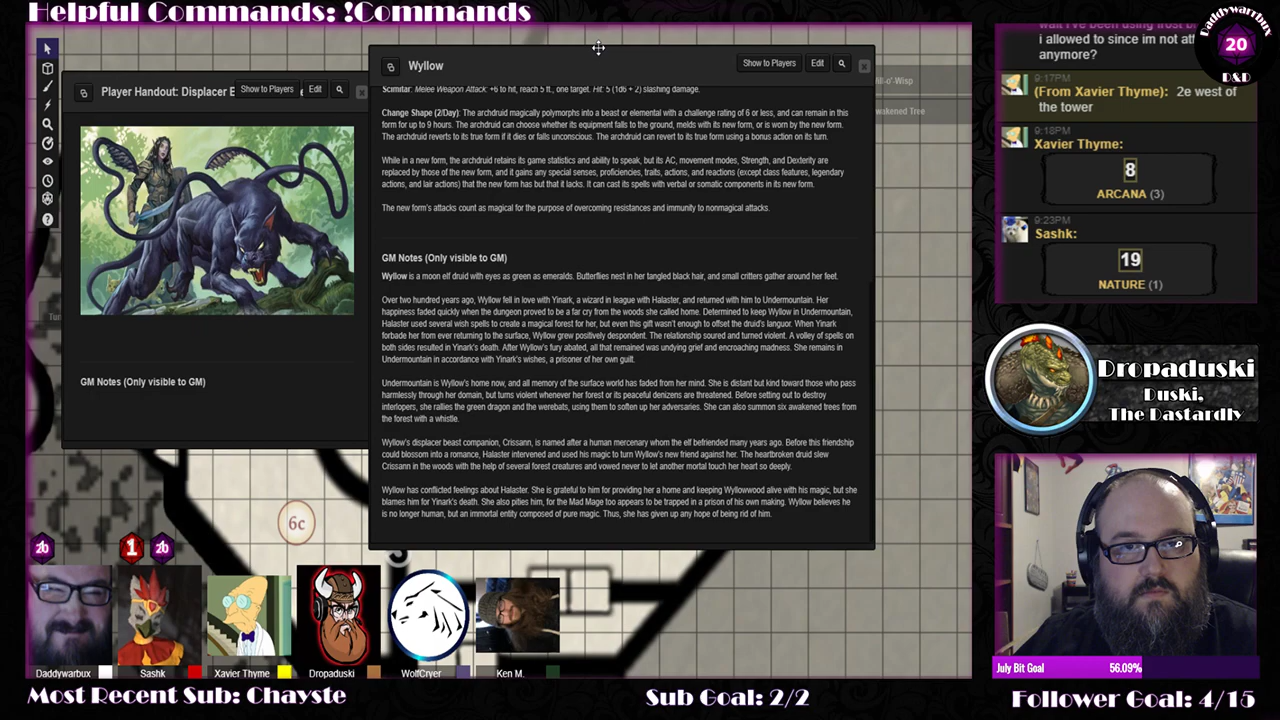 Helpful Commands: !Commands
Player Handout: Displacer
Show to Players
Edit
Wyllow
Show to Players
Edit
Will-o'-Wisp
Awakened Tree
Scimitar: Melee Weapon Attack: +6 to hit, reach 5 ft., one target. Hit: 5 (1d6 + 2) slashing damage.
Change Shape (2/Day): The archdruid magically polymorphs into a beast or elemental with a challenge rating of 6 or less, and can remain in this
form for up to 9 hours. The archdruid can choose whether its equipment falls to the ground, melds with its new form, or is worn by the new form.
The archdruid reverts to its true form if it dies or falls unconscious. The archdruid can revert to its true form using a bonus action on its turn.
While in a new form, the archdruid retains its game statistics and ability to speak, but its AC, movement modes, Strength, and Dexterity are
replaced by those of the new form, and it gains any special senses, proficiencies, traits, actions, and reactions (except class features, legendary
actions, and lair actions) that the new form has but that it lacks. It can cast its spells with verbal or somatic components in its new form.
The new form's attacks count as magical for the purpose of overcoming resistances and immunity to nonmagical attacks.
GM Notes (Only visible to GM)
Wyllow is a moon elf druid with eyes as green as emeralds. Butterflies nest in her tangled black hair, and small critters gather around her feet.
Over two hundred years ago, Wyllow fell in love with Yinark, a wizard in league with Halaster, and returned with him to Undermountain. Her
happiness faded quickly when the dungeon proved to be a far cry from the woods she called home. Determined to keep Wyllow in Undermountain,
Halaster used several wish spells to create a magical forest for her, but even this gift wasn't enough to offset the druid's languor. When Yinark
forbade her from ever returning to the surface, Wyllow grew positively despondent. The relationship soured and turned violent. A volley of spells on
both sides resulted in Yinark's death. After Wyllow's fury abated, all that remained was undying grief and encroaching madness. She remains in
Undermountain in accordance with Yinark's wishes, a prisoner of her own guilt.
Undermountain is Wyllow's home now, and all memory of the surface world has faded from her mind. She is distant but kind toward those who pass
harmlessly through her domain, but turns violent whenever her forest or its peaceful denizens are threatened. Before setting out to destroy
interlopers, she rallies the green dragon and the werebats, using them to soften up her adversaries. She can also summon six awakened trees from
the forest with a whistle.
Wyllow's displacer beast companion, Crissann, is named after a human mercenary whom the elf befriended many years ago. Before this friendship
could blossom into a romance, Halaster intervened and used his magic to turn Wyllow's new friend against her. The heartbroken druid slew
Crissann in the woods with the help of several forest creatures and vowed never to let another mortal touch her heart so deeply.
Wyllow has conflicted feelings about Halaster. She is grateful to him for providing her a home and keeping Wyllowwood alive with his magic, but she
blames him for Yinark's death. She also pities him, for the Mad Mage too appears to be trapped in a prison of his own making. Wyllow believes he
is no longer human, but an immortal entity composed of pure magic. Thus, she has given up any hope of being rid of him.
GM Notes (Only visible to GM)
6c
2b
1
2b
Daddywarbux
Sashk
Xavier Thyme
Dropaduski
WolfCryer
Ken M.
i allowed to since im not
anymore?
9:17PM
(From Xavier Thyme): 2e west of
the tower
9:18PM
Xavier Thyme:
8
ARCANA (3)
9:23PM
Sashk:
19
NATURE (1)
Daddywarrbux
20
D&D
Dropaduski
Duski,
The Dastardly
July Bit Goal
56.09%
Most Recent Sub: Chayste
Sub Goal: 2/2
Follower Goal: 4/15